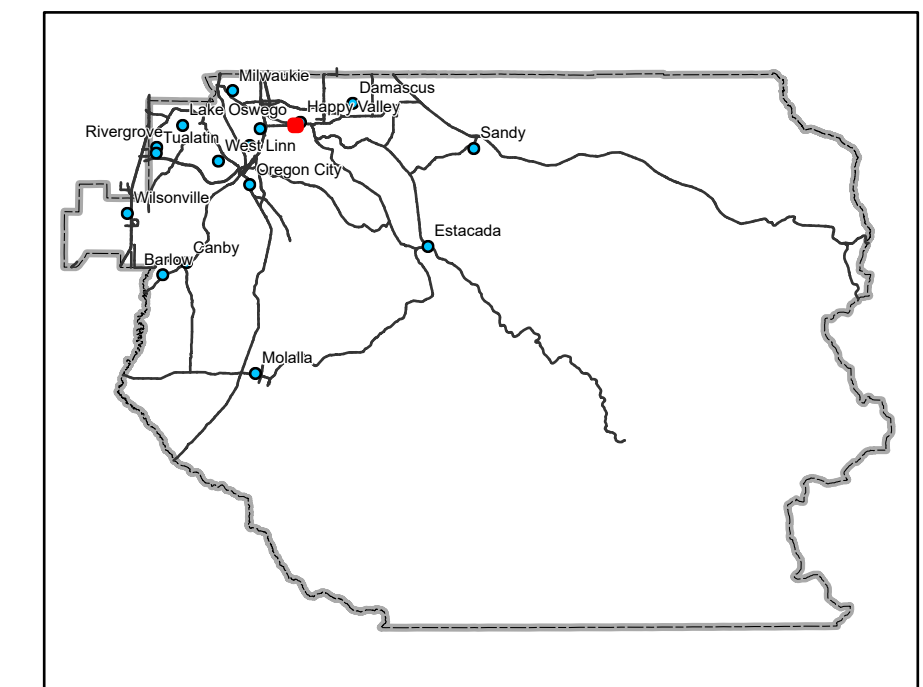 Milwaukie
Damascus
Lake Oswego
Happy Valley
Rivergrove
Tualatin
Sandy
West Linn
Oregon City
Wilsonville
Estacada
Canby
Barlow
Molalla